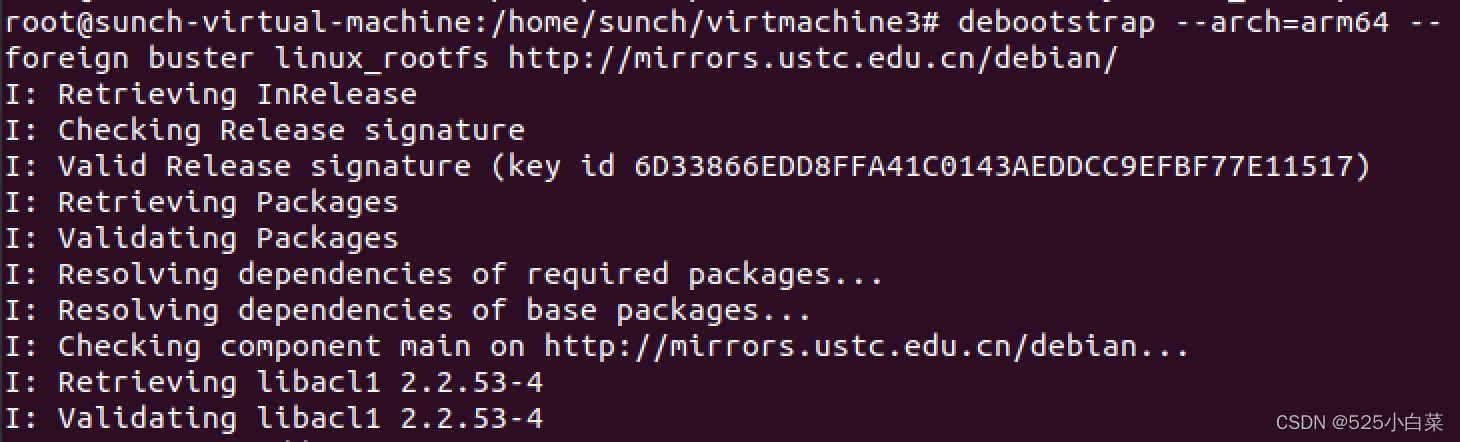 root@sunch-virtual-machine:/home/sunch/virtmachine3# debootstrap --arch=arm64 --
foreign buster linux_rootfs http://mirrors.ustc.edu.cn/debian/
I: Retrieving InRelease
I: Checking Release signature
I: Valid Release signature (key id 6D33866EDD8FFA41C0143AEDDCC9EFBF77E11517)
I: Retrieving Packages
I: Validating Packages
I: Resolving dependencies of required packages...
I: Resolving dependencies of base packages...
I: Checking component main on http://mirrors.ustc.edu.cn/debian...
I: Retrieving libacl1 2.2.53-4
I: Validating libacl1 2.2.53-4
CSDN @525小白菜